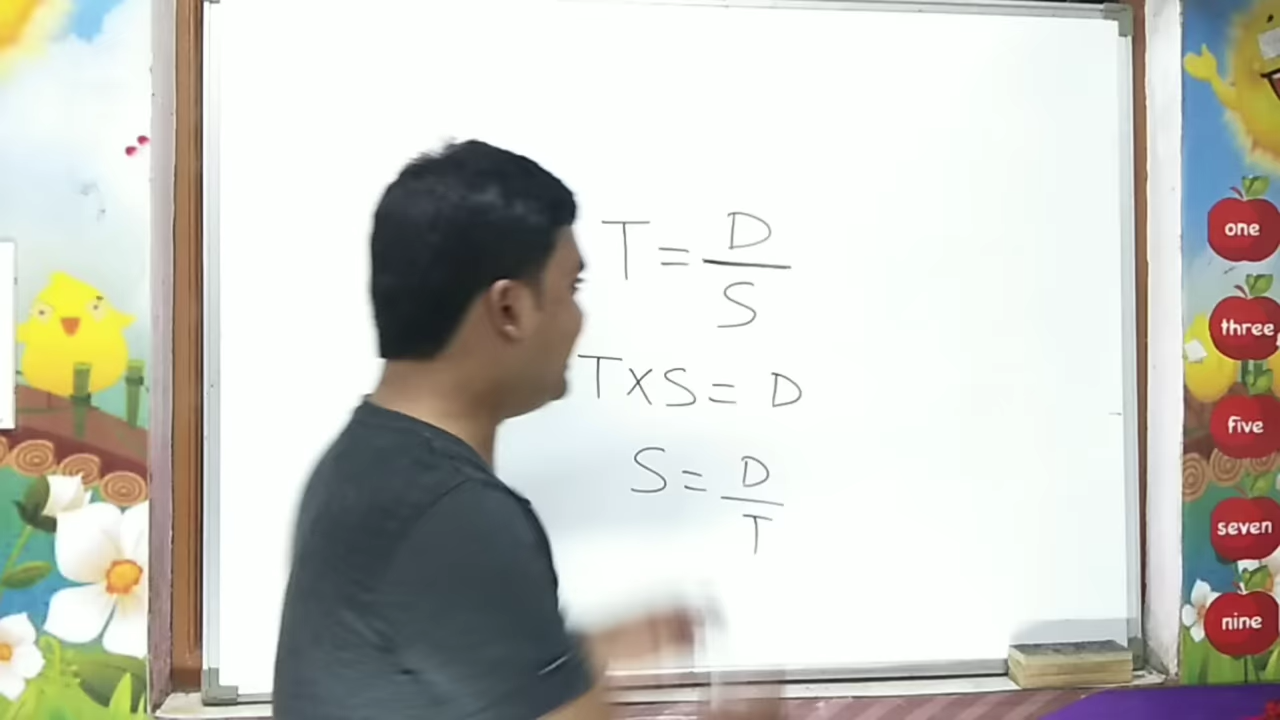 T = D/S
T x S = D
S = D/T
one
three
five
seven
nine